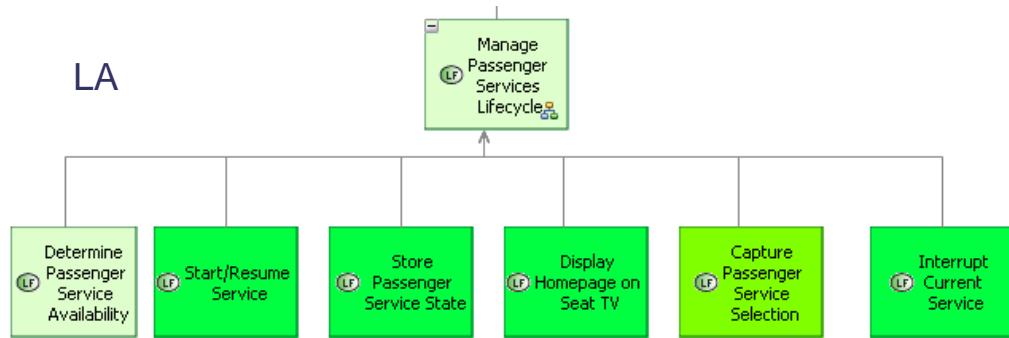 LA
Manage
Passenger
LF
Services
Lifecycle
Determine
Passenger
LF
Service
Availability
LF
Start/Resume
Service
Store
LF
Passenger
Service State
Display
LF
Homepage on
Seat TV
Capture
Passenger
LF
Service
Selection
Interrupt
LF
Current
Service